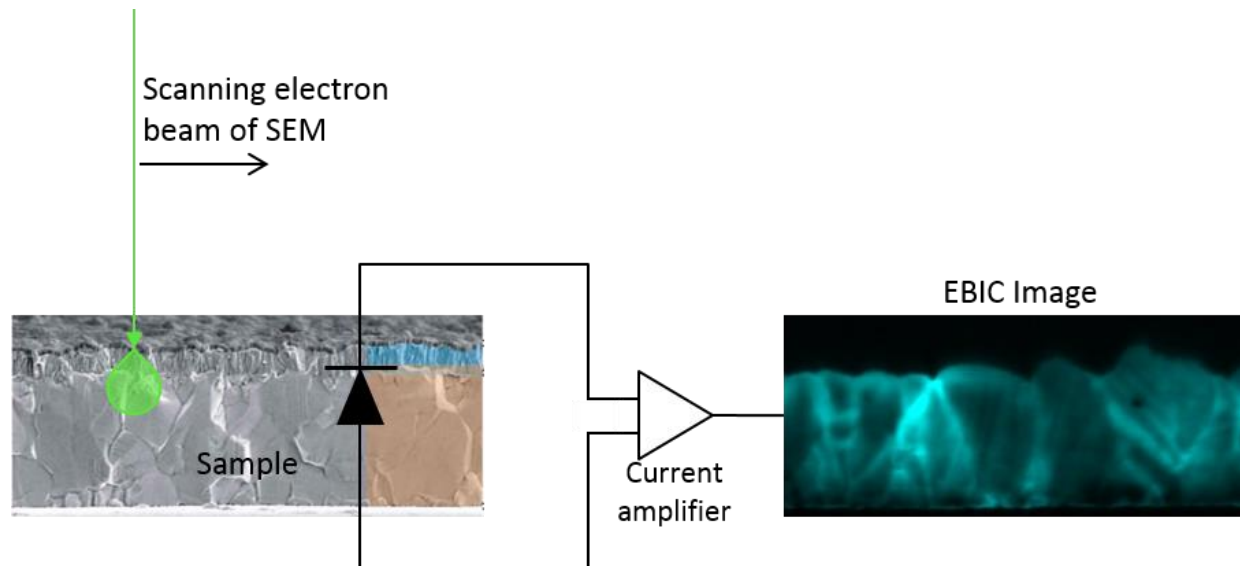 Scanning electron
beam of SEM
EBIC Image
Sample
Current
amplifier